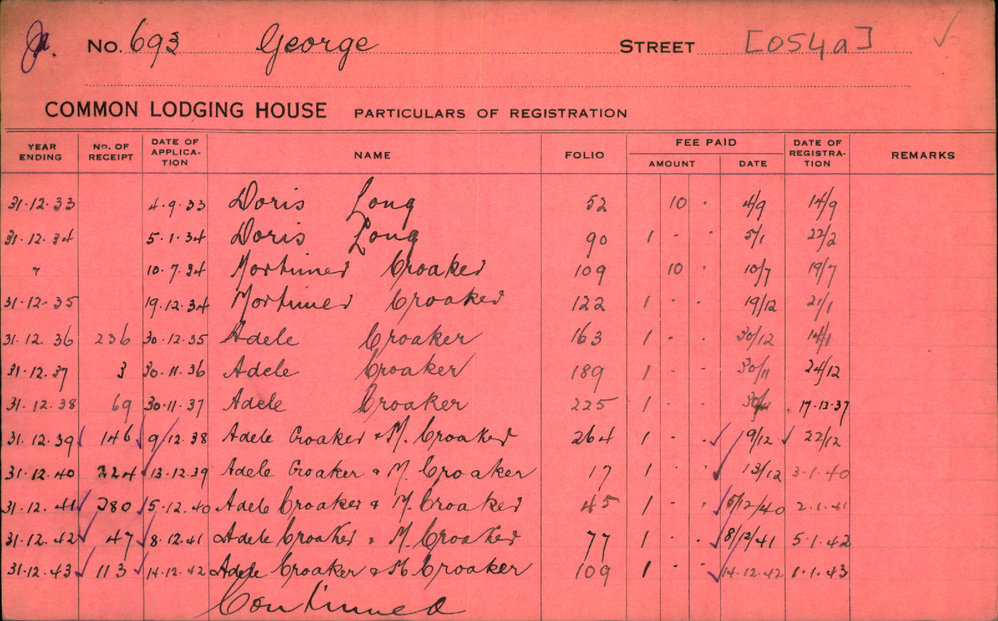 Jn. No. 693 George STREET [054a] ✓
COMMON LODGING HOUSE PARTICULARS OF REGISTRATION
YEAR ENDING No. OF RECEIPT DATE OF APPLICA-TION NAME FOLIO FEE PAID AMOUNT DATE DATE OF REGISTRA-TION REMARKS
31.12.33 4.9.33 Doris Long 52 10 . 4/9 14/9
31.12.34 5.1.34 Doris Long 90 1 - . 5/1 22/2
" 10.7.34 Mortimer Croaker 109 10 . 10/7 19/7
31.12.35 19.12.34 Mortimer Croaker 122 1 - - 19/12 21/1
31.12.36 236 30.12.35 Adele Croaker 163 1 - . 30/12 14/1
31.12.37 3 30.11.36 Adele Croaker 189 1 - - 30/11 24/12
31.12.38 69 30.11.37 Adele Croaker 225 1 - - 17.12.37
31.12.39 ✓ 146 ✓ 9/12.38 Adele Croaker & M. Croaker 264 1 - - ✓ 9/12 ✓ 22/12
31.12.40 224 ✓ 13.12.39 Adele Croaker & M. Croaker 17 1 - . ✓ 13/12 3.1.40
31.12.41 ✓ 280 ✓ 5.12.40 Adele Croaker & M. Croaker 45 1 - . ✓ 5/12/40 2.1.41
31.12.42 ✓ 47 ✓ 8.12.41 Adele Croaker & M. Croaker 77 1 - . ✓ 8/12/41 5.1.42
31.12.43 ✓ 113 ✓ 14.12.42 Adele Croaker & M. Croaker 109 1 - ✓ 14.12.42 1.43
Continued